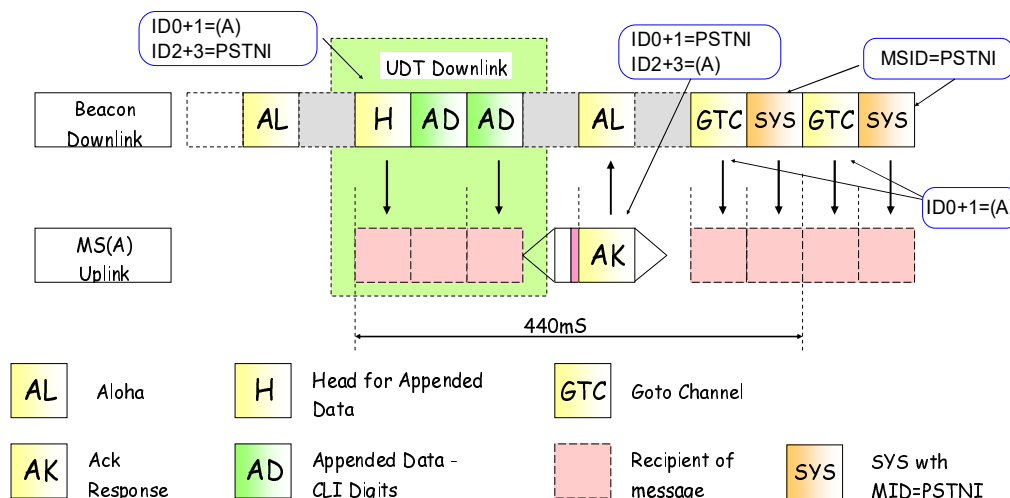 ID0+1=(A)
ID2+3=PSTNI
UDT Downlink
ID0+1=PSTNI
ID2+3=(A)
MSID=PSTNI
Beacon
Downlink
AL
H
AD
AD
AL
GTC
SYS
GTC
SYS
ID0+1=(A)
MS(A)
Uplink
AK
440mS
AL
Aloha
H
Head for Appended
Data
GTC
Goto Channel
AK
Ack
Response
AD
Appended Data -
CLI Digits
Recipient of
message
SYS
SYS wth
MID=PSTNI